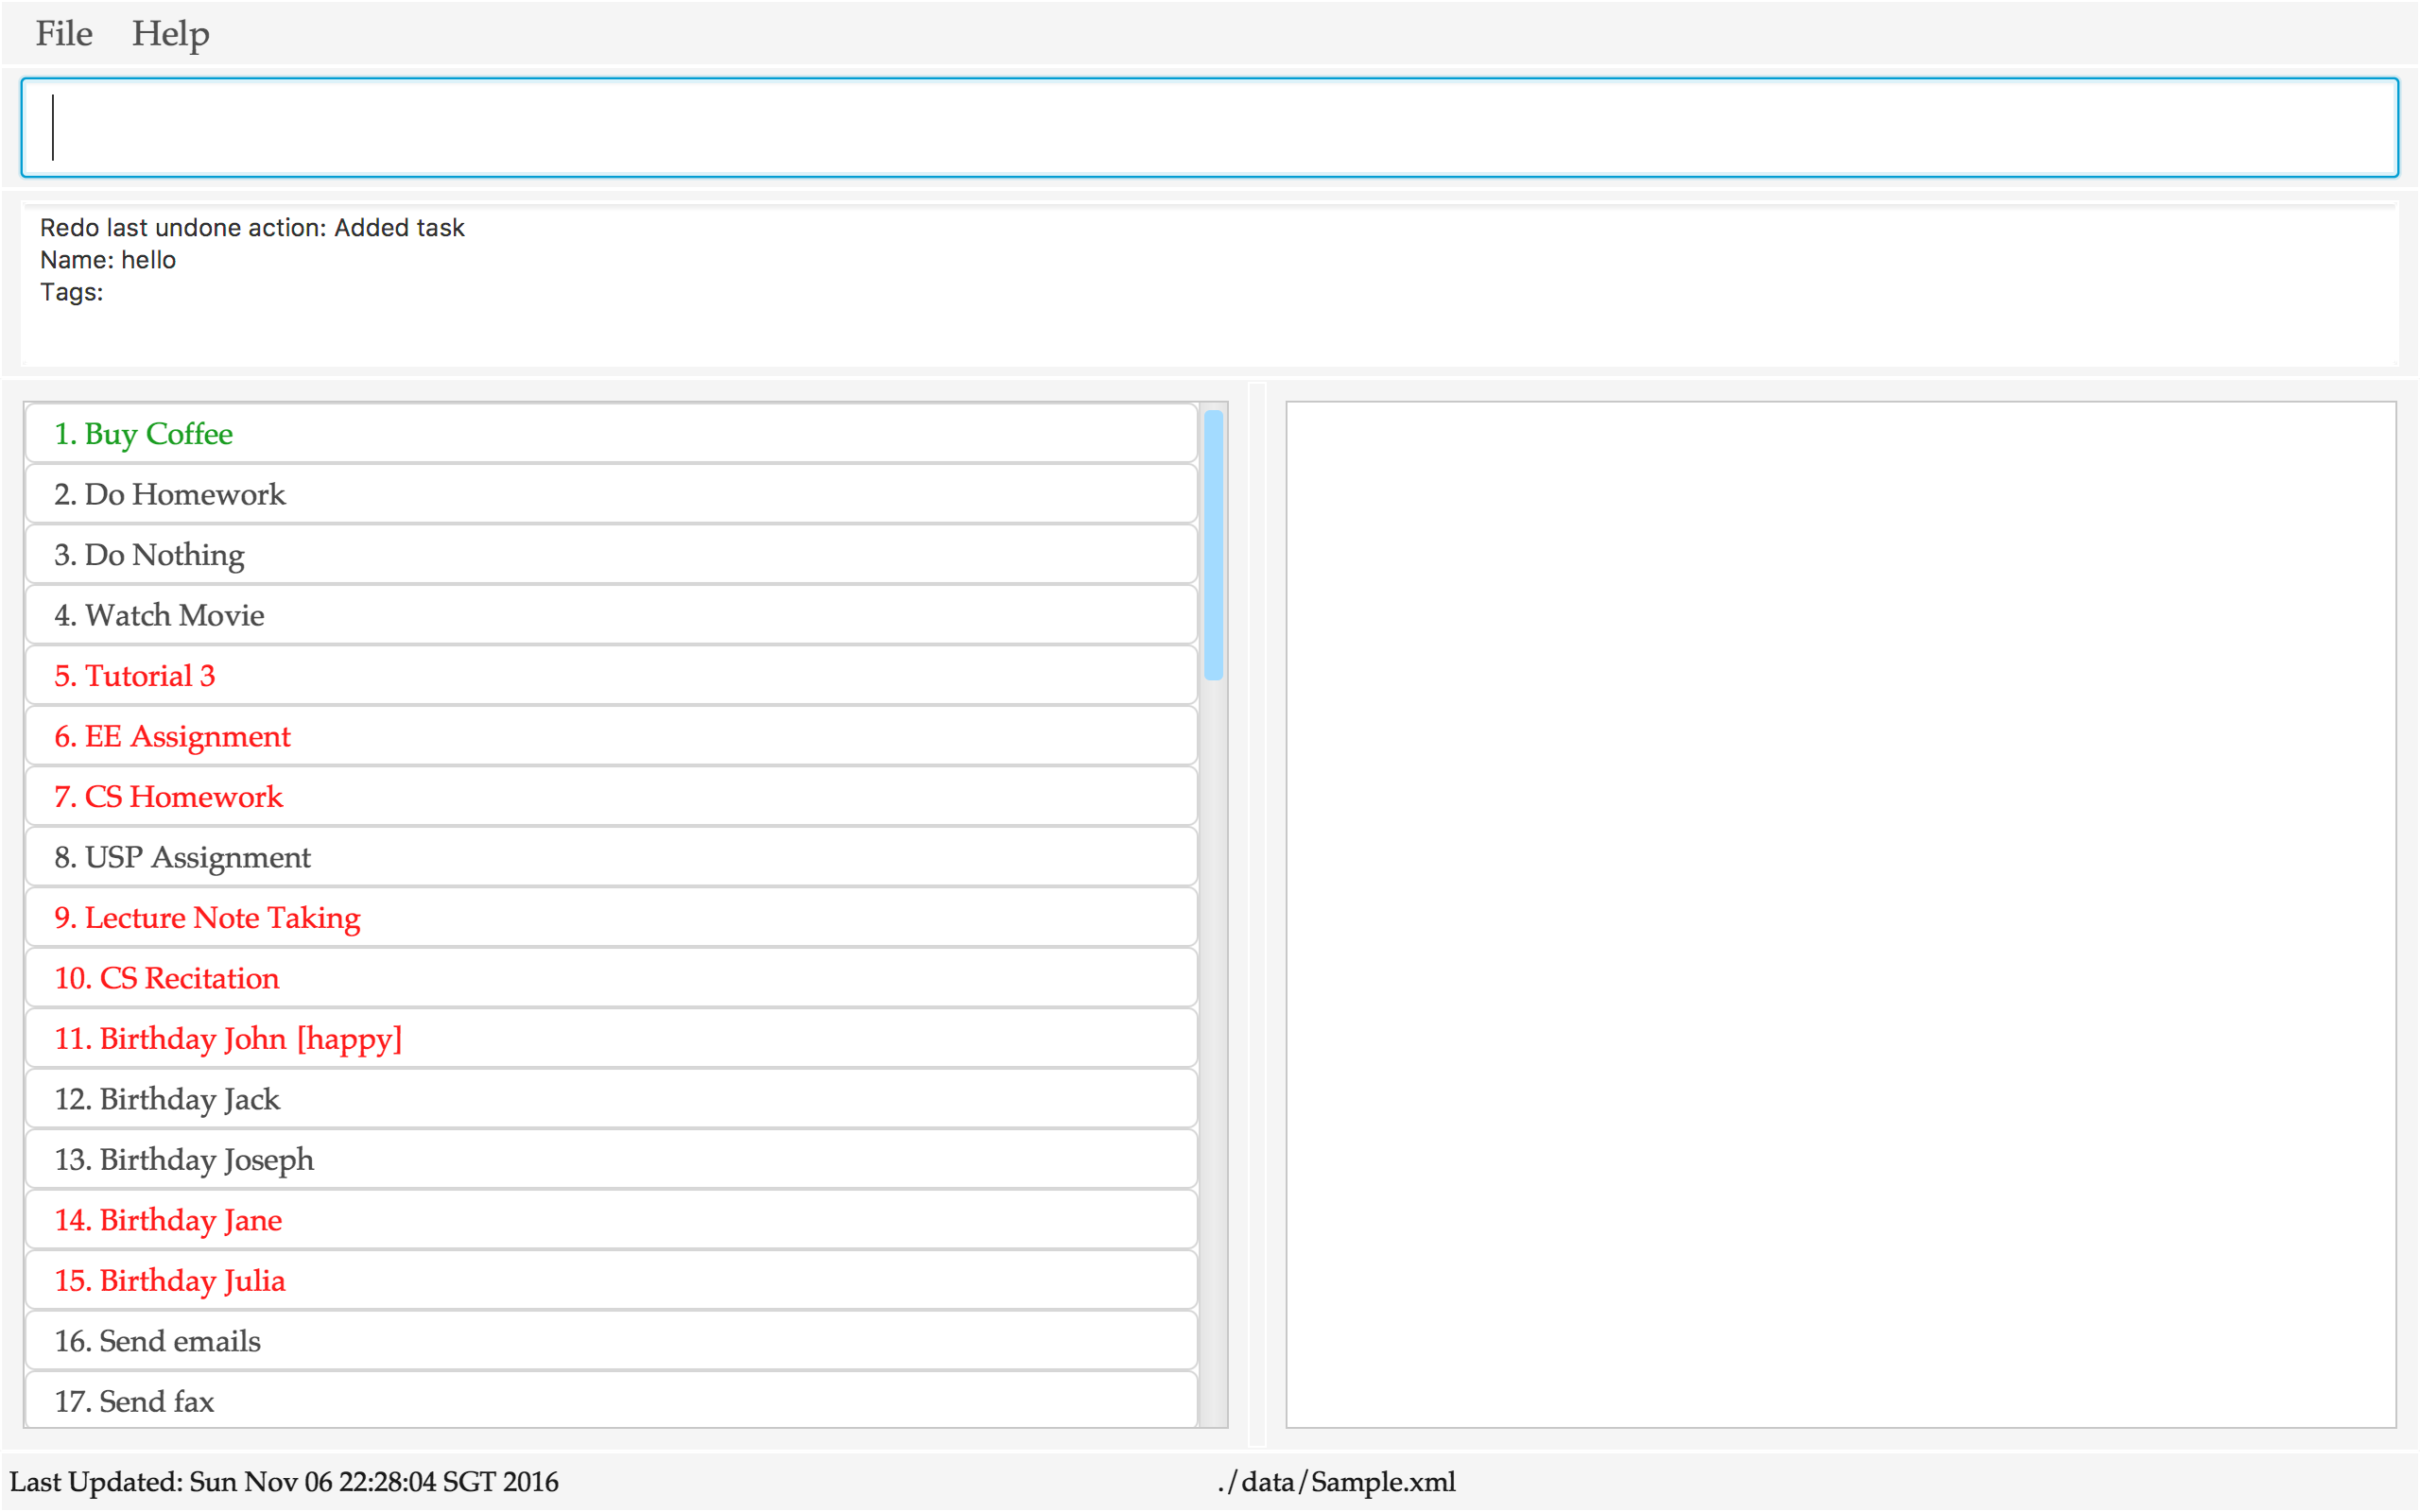 File Help
Redo last undone action: Added task
Name: hello
Tags:
1. Buy Coffee
2. Do Homework
3. Do Nothing
4. Watch Movie
5. Tutorial 3
6. EE Assignment
7. CS Homework
8. USP Assignment
9. Lecture Note Taking
10. CS Recitation
11. Birthday John [happy]
12. Birthday Jack
13. Birthday Joseph
14. Birthday Jane
15. Birthday Julia
16. Send emails
17. Send fax
Last Updated: Sun Nov 06 22:28:04 SGT 2016 ./data/Sample.xml